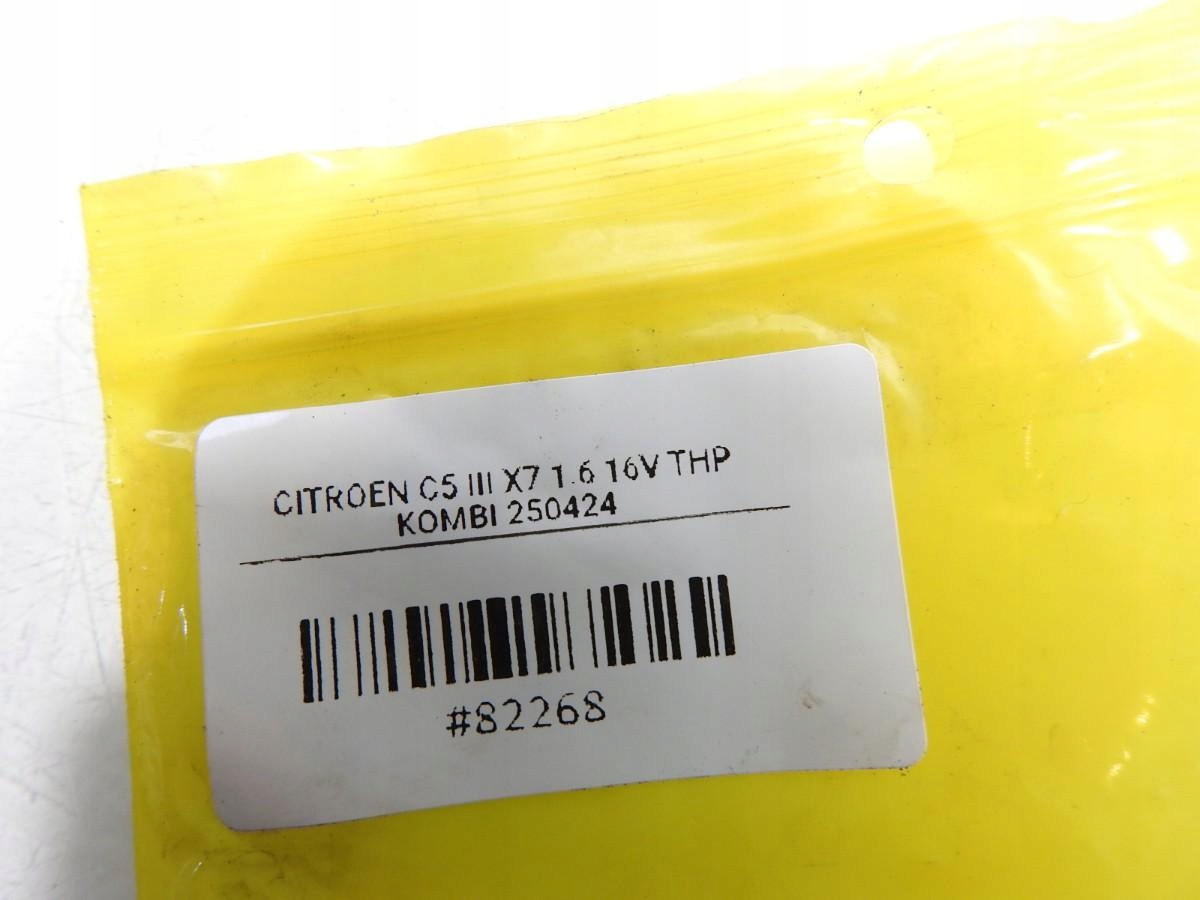 CITROEN C5 III X7 1.6 16V THP
KOMBI 250424
#82268